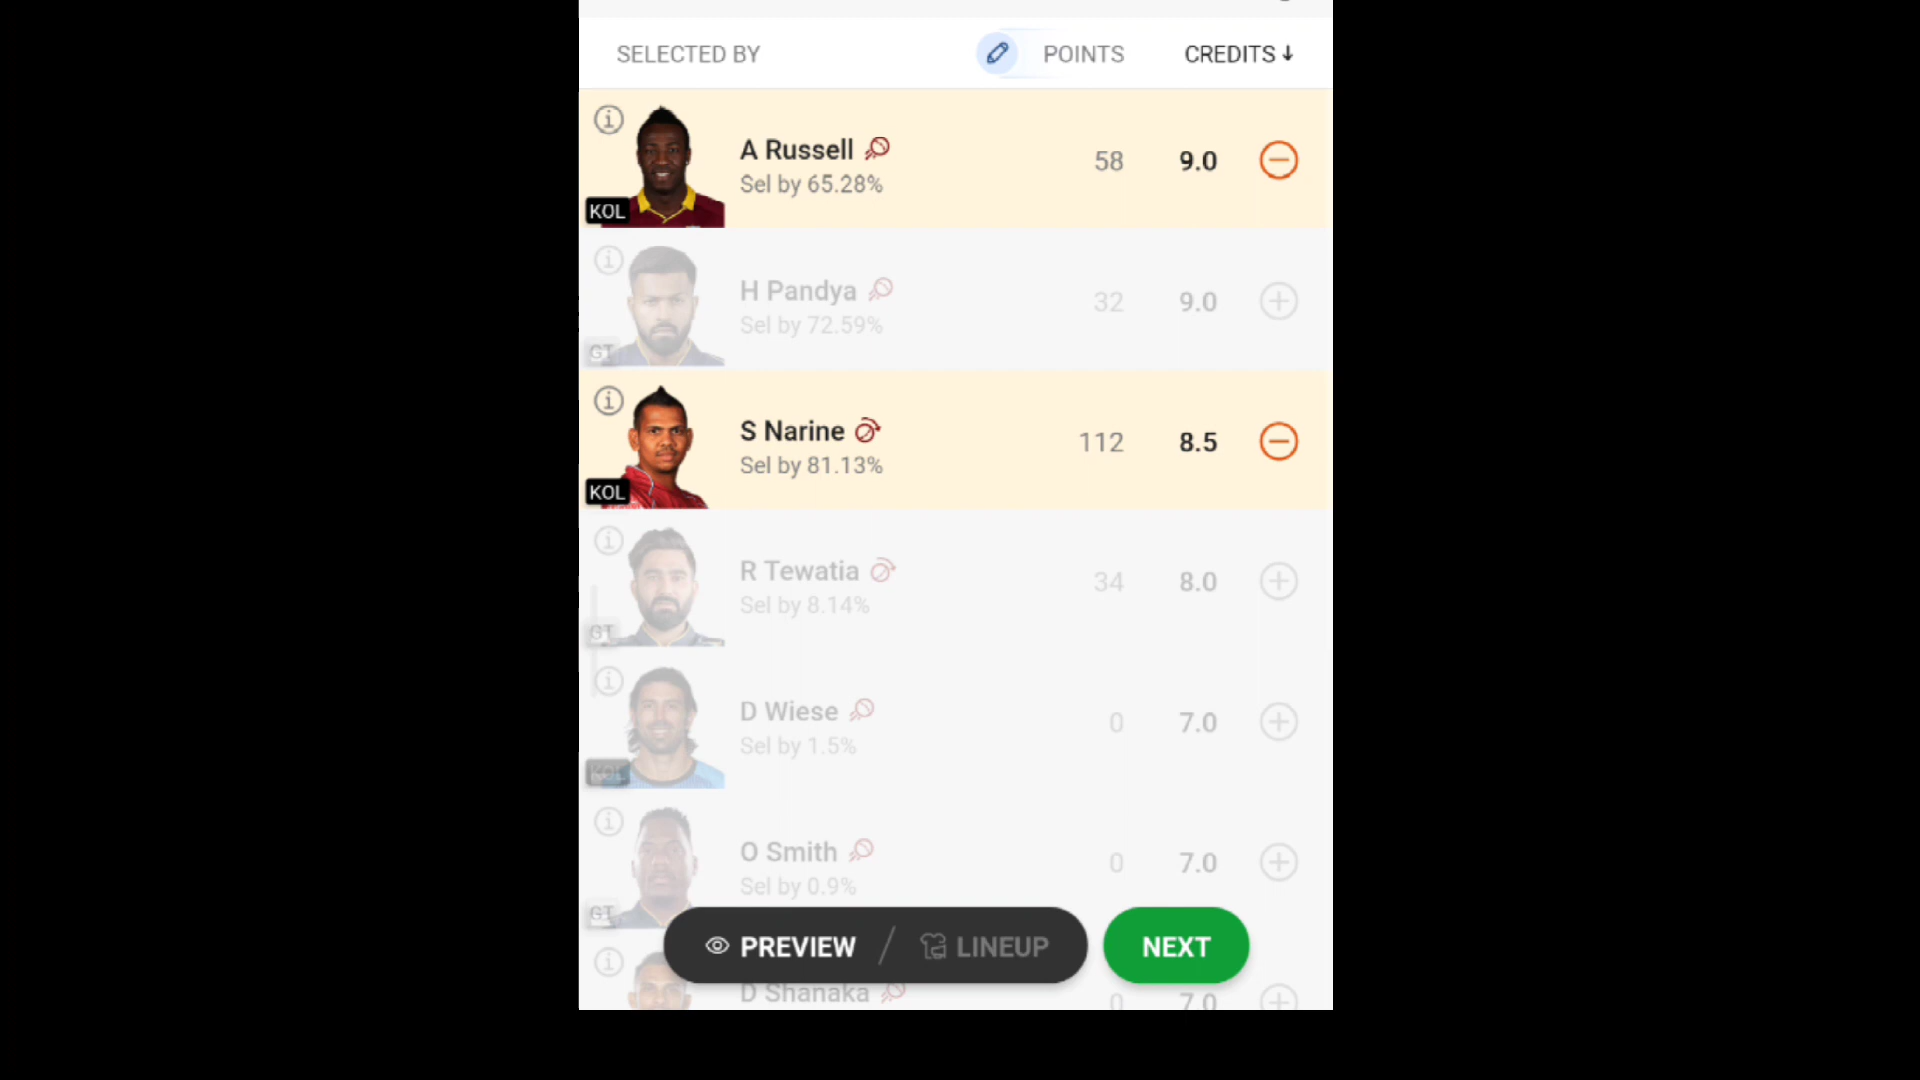 SELECTED BY POINTS CREDITS↓
A Russell
Sel by 65.28% 58 9.0
KOL
H Pandya
Sel by 72.59% 32 9.0
GT
S Narine
Sel by 81.13% 112 8.5
KOL
R Tewatia
Sel by 8.14% 34 8.0
GT
D Wiese
Sel by 1.5% 0 7.0
KOL
O Smith
Sel by 0.9% 0 7.0
GT
PREVIEW / LINEUP NEXT
D Shanaka 0 7.0